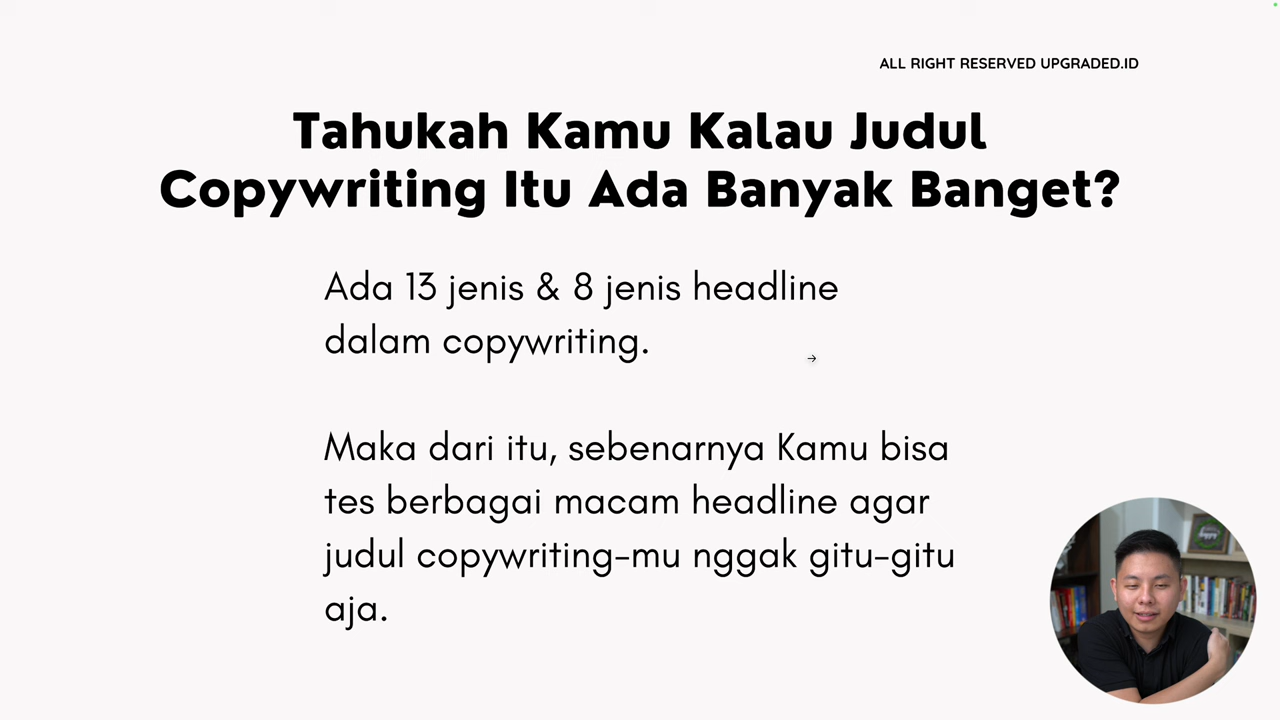 ALL RIGHT RESERVED UPGRADED.ID
Tahukah Kamu Kalau Judul
Copywriting Itu Ada Banyak Banget?
Ada 13 jenis & 8 jenis headline
dalam copywriting.
Maka dari itu, sebenarnya Kamu bisa
tes berbagai macam headline agar
judul copywriting-mu nggak gitu-gitu
aja.